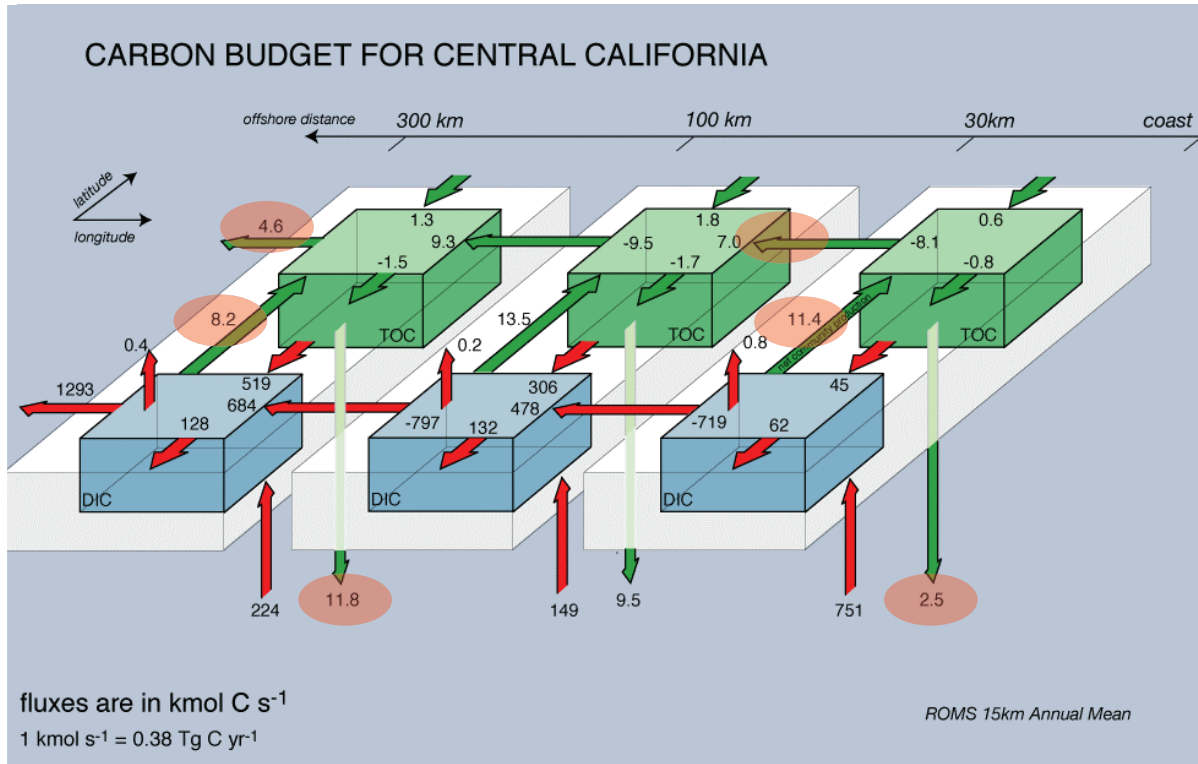 CARBON BUDGET FOR CENTRAL CALIFORNIA
offshore distance 300 km 100 km 30km coast
latitude
longitude
1.3 1.8 0.6
4.6 9.3 -9.5 7.0 -8.1
-1.5 -1.7 -0.8
8.2 13.5 11.4 net community production
TOC TOC TOC
0.4 0.2 0.8
1293 519 306 45
684 -797 478 -719
128 132 62
DIC DIC DIC
224 11.8 149 9.5 751 2.5
fluxes are in kmol C s⁻¹
1 kmol s⁻¹ = 0.38 Tg C yr⁻¹
ROMS 15km Annual Mean